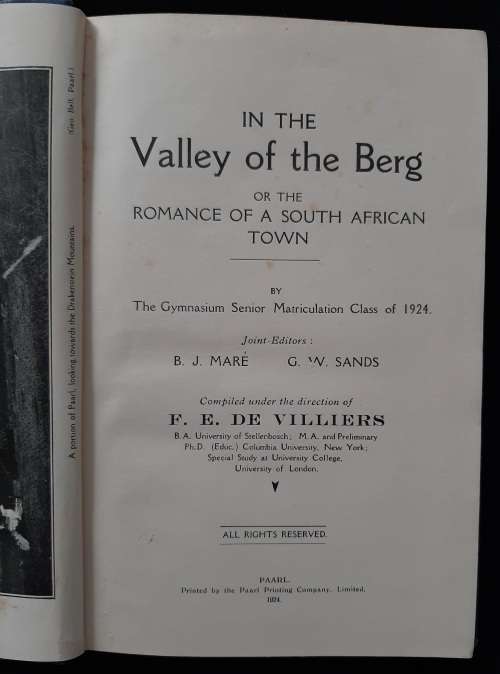 A portion of Paarl, looking towards the Drakenstein Mountains.
(Geo. Bell, Paarl.)
IN THE
Valley of the Berg
OR THE
ROMANCE OF A SOUTH AFRICAN
TOWN
BY
The Gymnasium Senior Matriculation Class of 1924.
Joint-Editors :
B. J. MARÉ G. W. SANDS
Compiled under the direction of
F. E. DE VILLIERS
B.A. University of Stellenbosch; M.A. and Preliminary
Ph.D. (Educ.) Columbia University, New York;
Special Study at University College,
University of London.
ALL RIGHTS RESERVED.
PAARL.
Printed by the Paarl Printing Company, Limited.
1924.